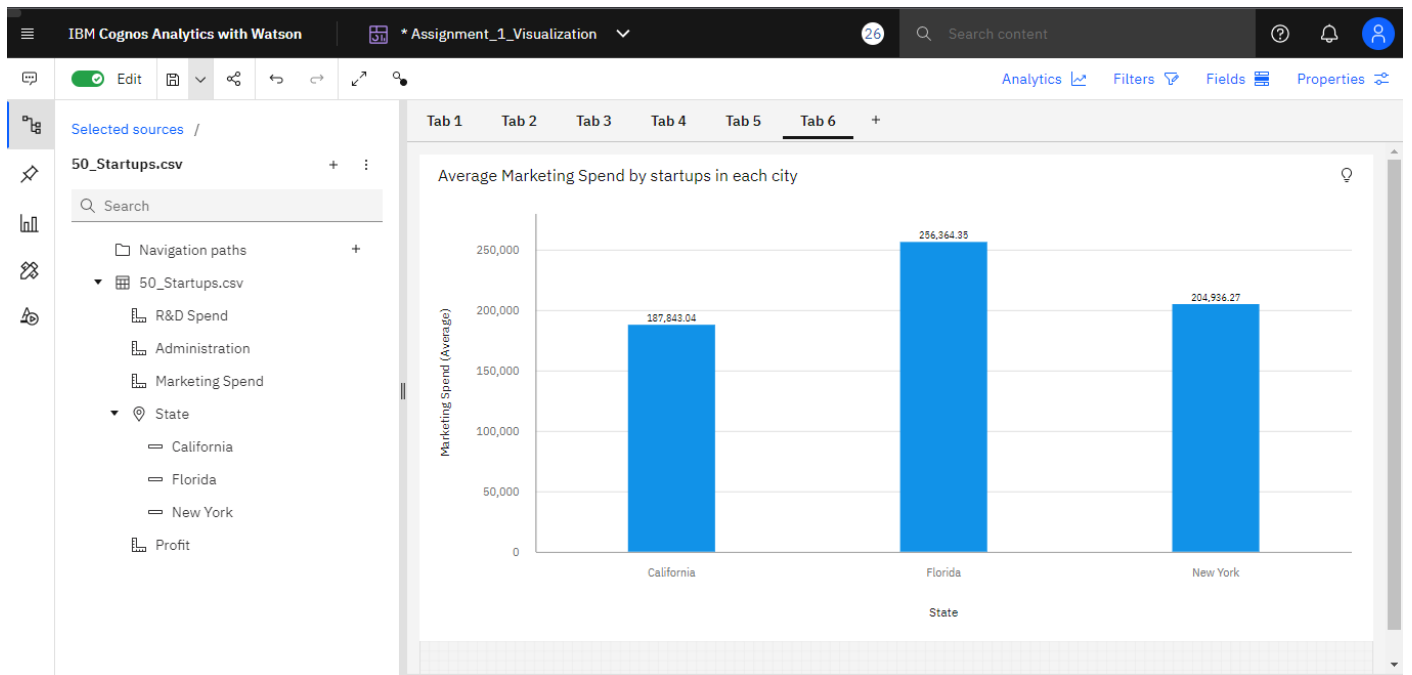 IBM Cognos Analytics with Watson
* Assignment_1_Visualization
26
Search content
Edit
Analytics
Filters
Fields
Properties
Selected sources /
50_Startups.csv
Search
Navigation paths
50_Startups.csv
R&D Spend
Administration
Marketing Spend
State
California
Florida
New York
Profit
Tab 1 Tab 2 Tab 3 Tab 4 Tab 5 Tab 6 +
Average Marketing Spend by startups in each city
Marketing Spend (Average)
250,000
200,000
150,000
100,000
50,000
0
187,843.04
256,364.35
204,936.27
California
Florida
New York
State